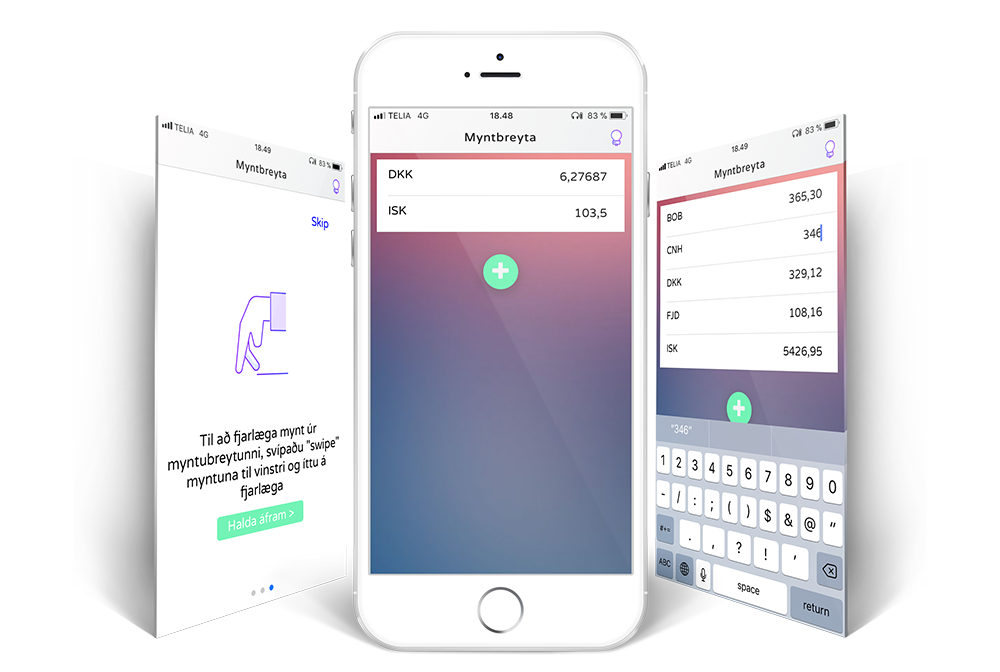 TELIA 4G 18.49 83 %
Myntbreyta
Skip
Til að fjarlægja mynt úr
myntubreytunni, svípaðu "swipe"
myntuna til vinstri og íttu á
fjarlæga
Halda áfram >
TELIA 4G 18.48 83 %
Myntbreyta
DKK 6,27687
ISK 103,5
TELIA 4G 18.49 83 %
Myntbreyta
BOB 365,30
CNH 346
DKK 329,12
FJD 108,16
ISK 5426,95
"346"
1 2 3 4 5 6 7 8 9 0
- / : ; ( ) $ & @ "
#+= . , ? ! ’
ABC space return